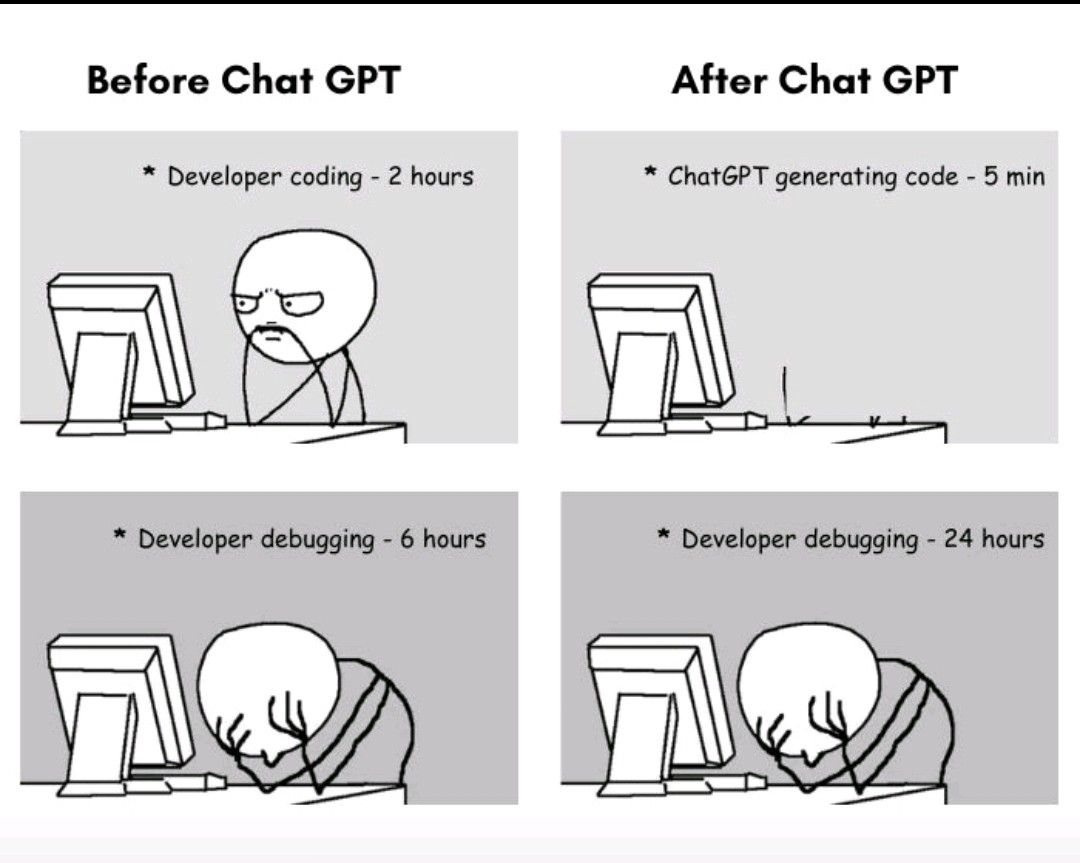 Before Chat GPT
After Chat GPT
* Developer coding - 2 hours
* ChatGPT generating code - 5 min
* Developer debugging - 6 hours
* Developer debugging - 24 hours